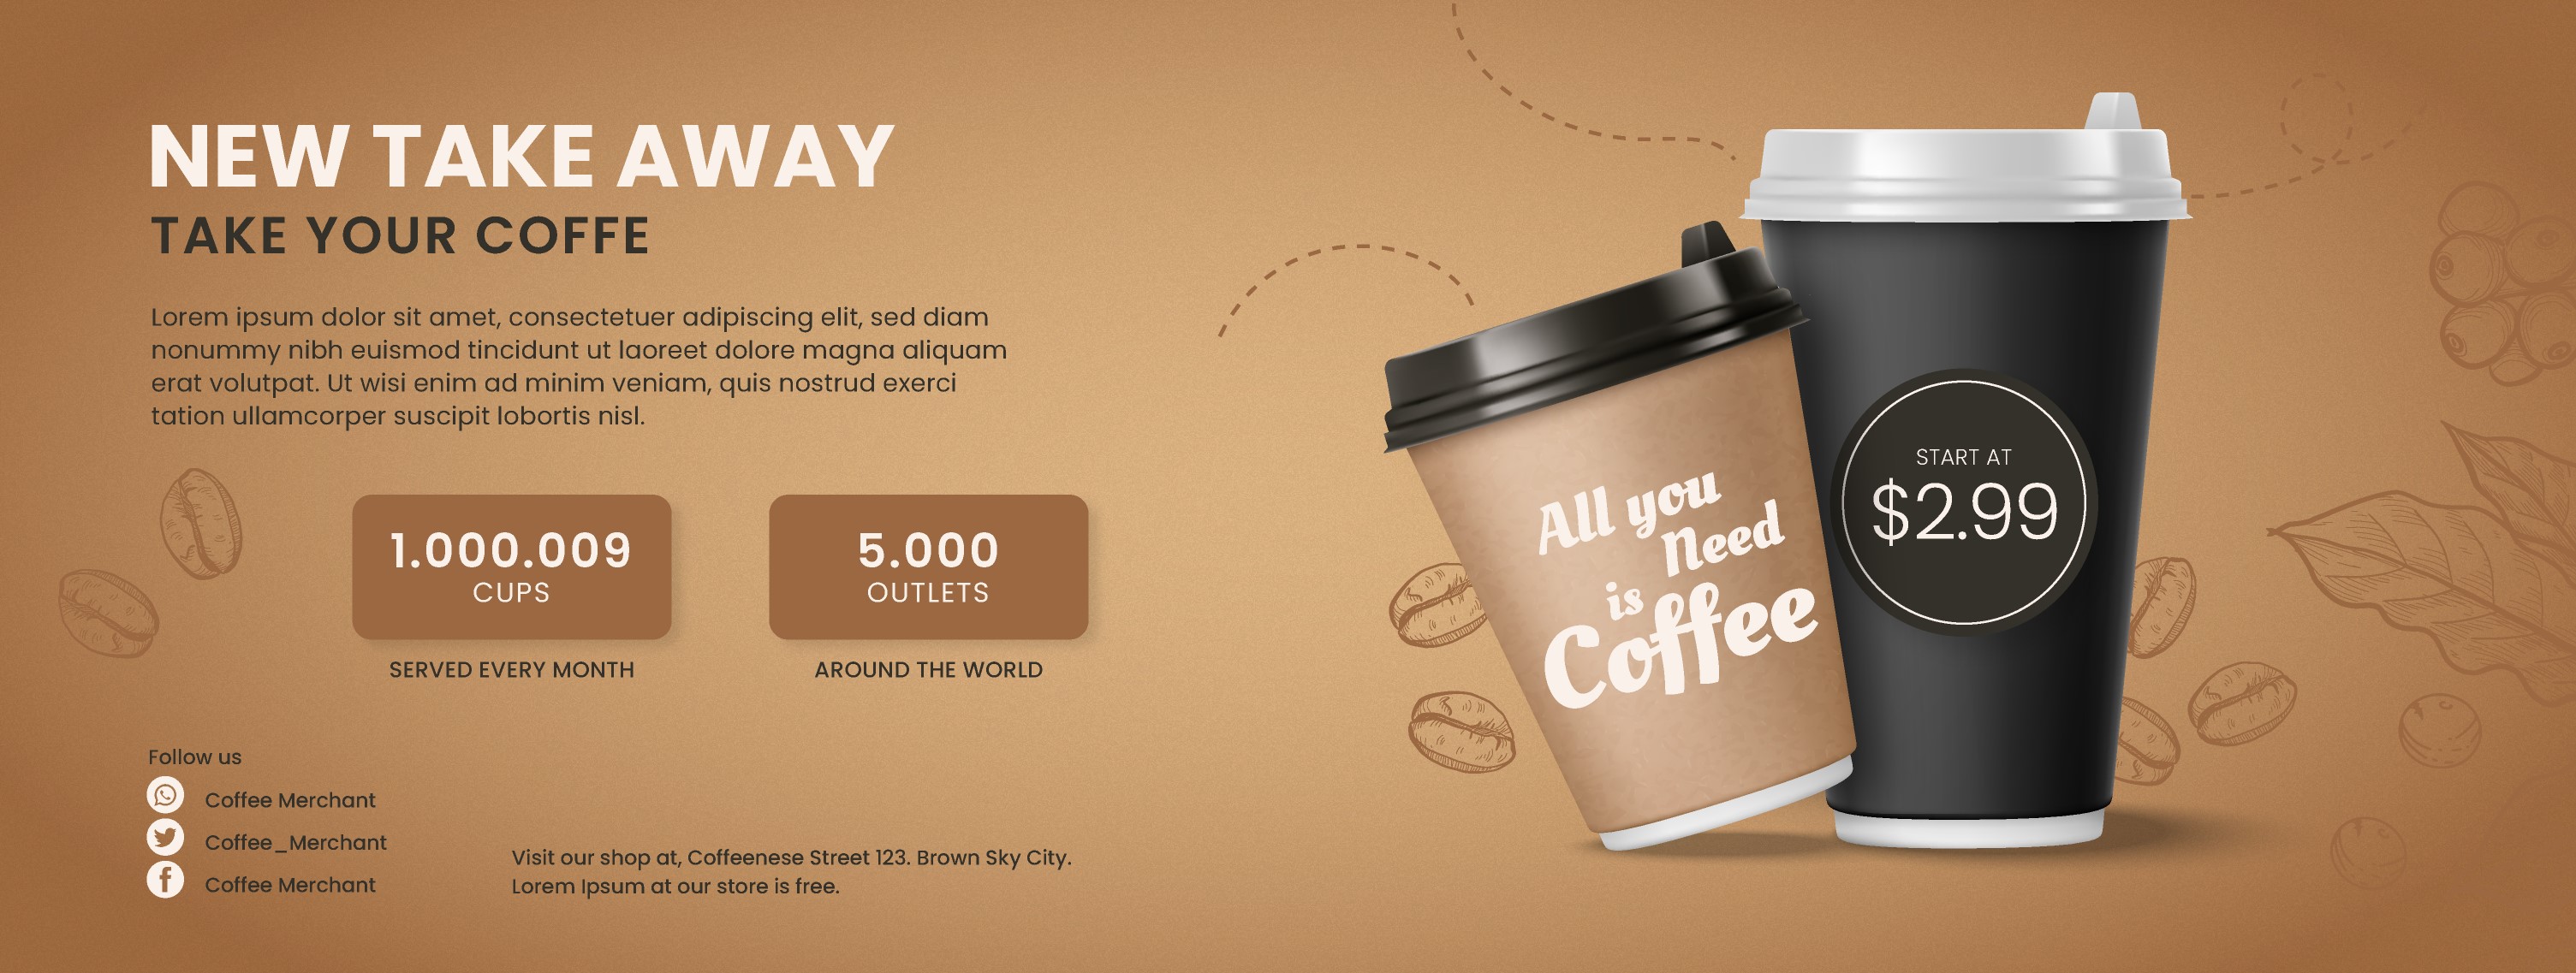 NEW TAKE AWAY
TAKE YOUR COFFE
Lorem ipsum dolor sit amet, consectetuer adipiscing elit, sed diam
nonummy nibh euismod tincidunt ut laoreet dolore magna aliquam
erat volutpat. Ut wisi enim ad minim veniam, quis nostrud exerci
tation ullamcorper suscipit lobortis nisl.
1.000.009
CUPS
SERVED EVERY MONTH
5.000
OUTLETS
AROUND THE WORLD
Follow us
Coffee Merchant
Coffee_Merchant
Coffee Merchant
Visit our shop at, Coffeenese Street 123. Brown Sky City.
Lorem Ipsum at our store is free.
All you
Need
is
Coffee
START AT
$2.99